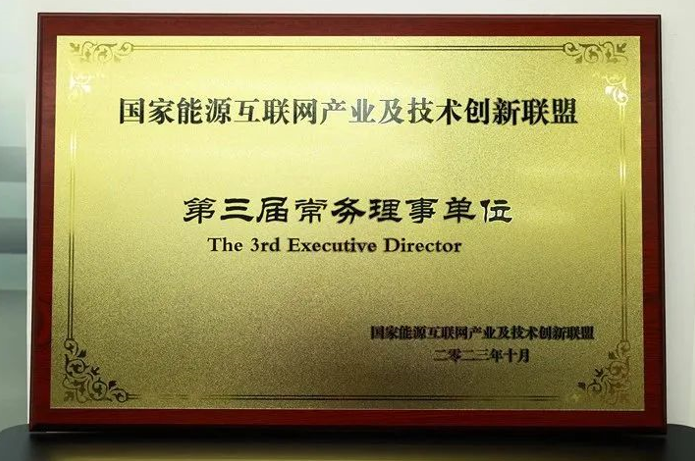 国家能源互联网产业及技术创新联盟
第三届常务理事单位
The 3rd Executive Director
国家能源互联网产业及技术创新联盟
二零二三年十月